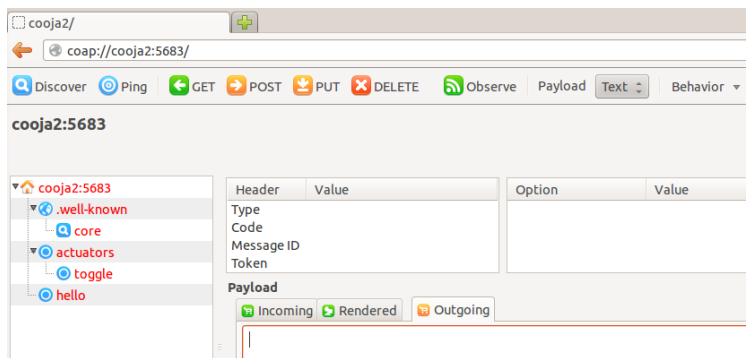 cooja2/
coap://cooja2:5683/
Discover Ping GET POST PUT DELETE Observe Payload Text Behavior
cooja2:5683
cooja2:5683
.well-known
core
actuators
toggle
hello
Header Value
Type
Code
Message ID
Token
Option Value
Payload
Incoming Rendered Outgoing